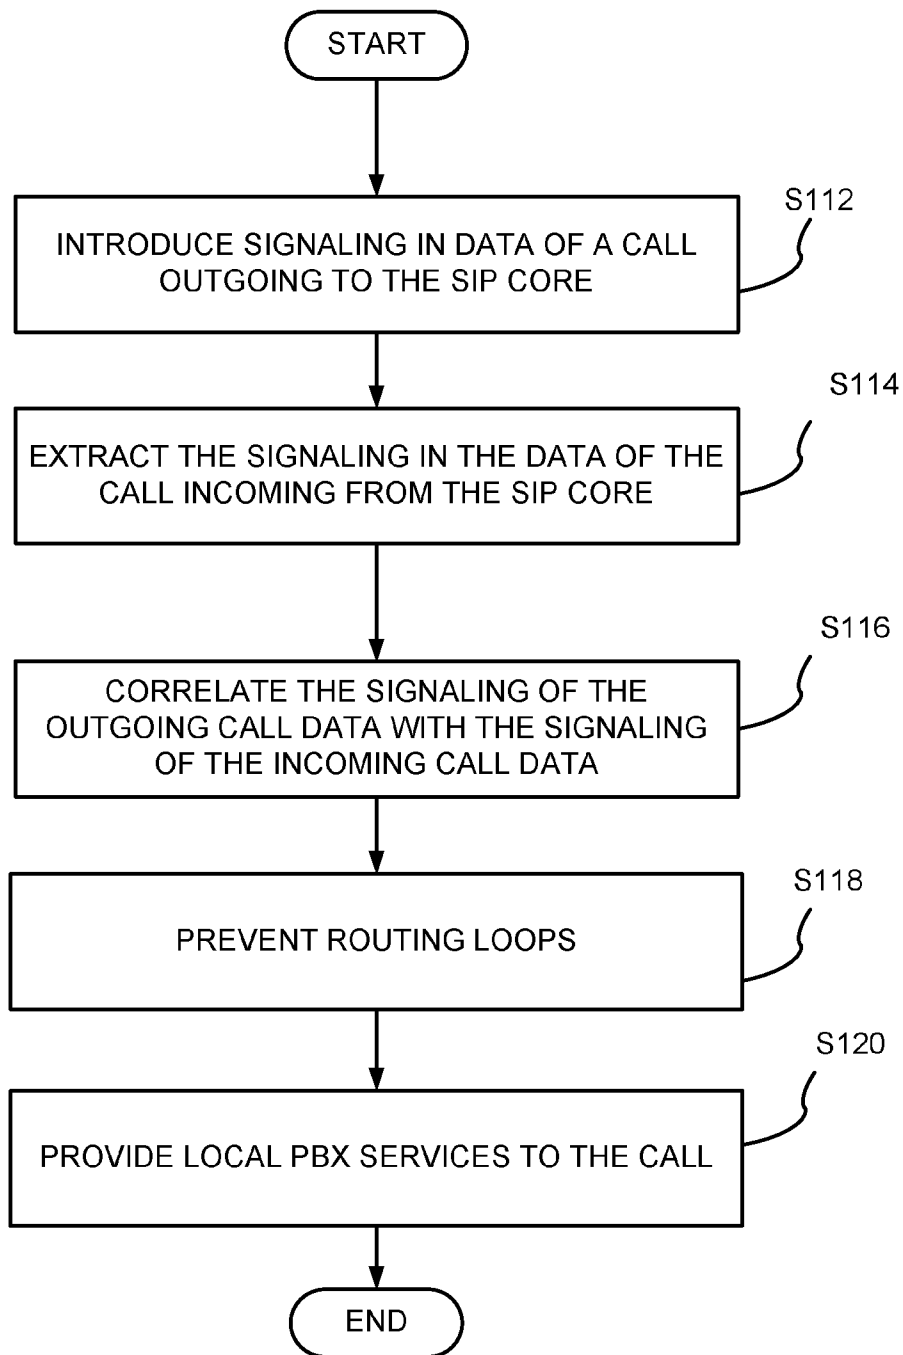 START
S112
INTRODUCE SIGNALING IN DATA OF A CALL
OUTGOING TO THE SIP CORE
S114
EXTRACT THE SIGNALING IN THE DATA OF THE
CALL INCOMING FROM THE SIP CORE
S116
CORRELATE THE SIGNALING OF THE
OUTGOING CALL DATA WITH THE SIGNALING
OF THE INCOMING CALL DATA
S118
PREVENT ROUTING LOOPS
S120
PROVIDE LOCAL PBX SERVICES TO THE CALL
END